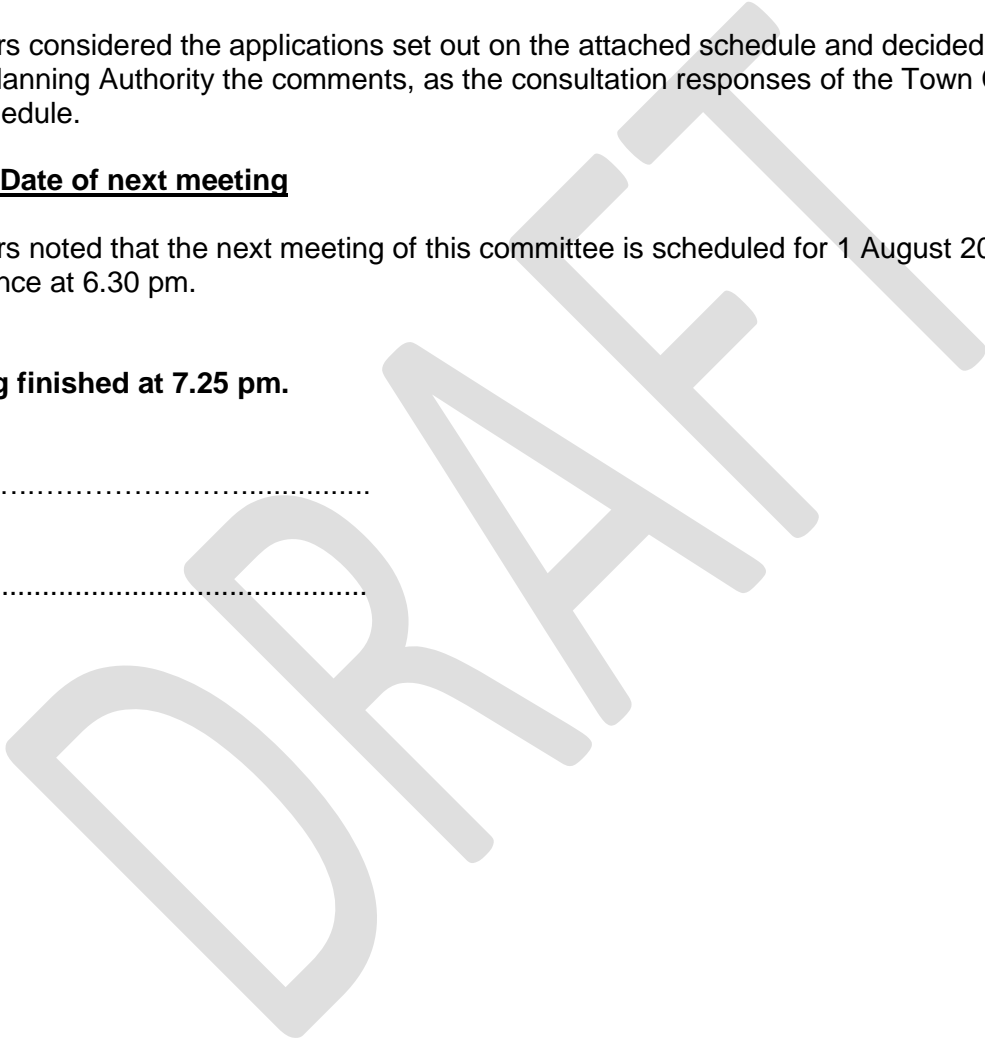 rs considered the applications set out on the attached schedule and decided
lanning Authority the comments, as the consultation responses of the Town
edule.
Date of next meeting
rs noted that the next meeting of this committee is scheduled for 1 August 20
nce at 6.30 pm.
g finished at 7.25 pm.
DRAFT